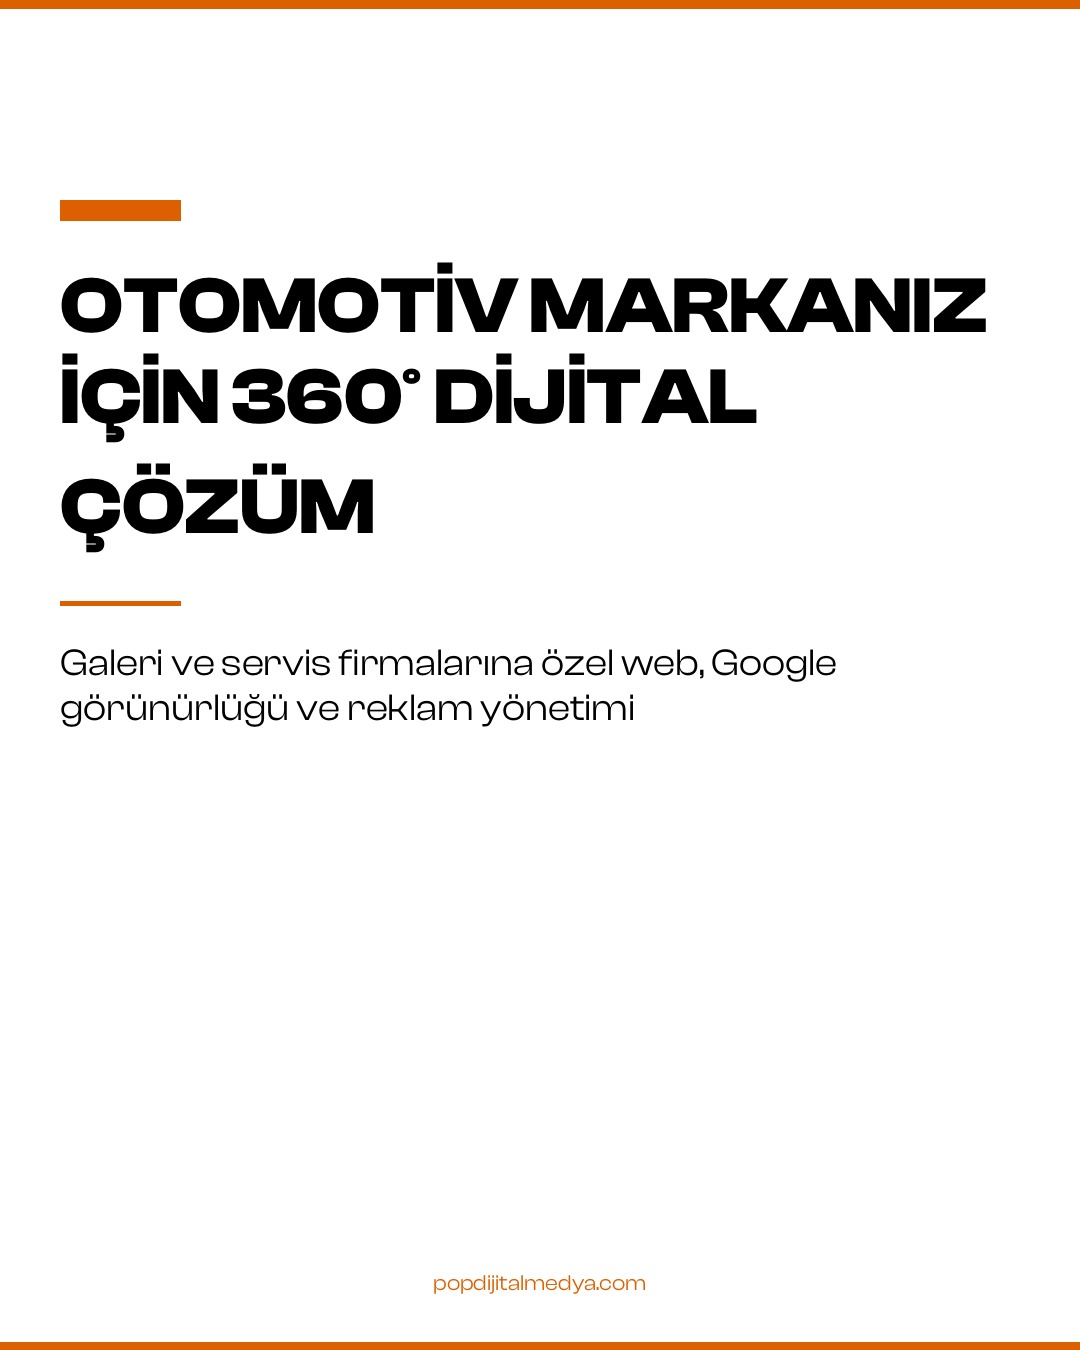 OTOMOTİV MARKANIZ
İÇİN 360° DİJİTAL
ÇÖZÜM
Galeri ve servis firmalarına özel web, Google
görünürlüğü ve reklam yönetimi
popdijitalmedya.com